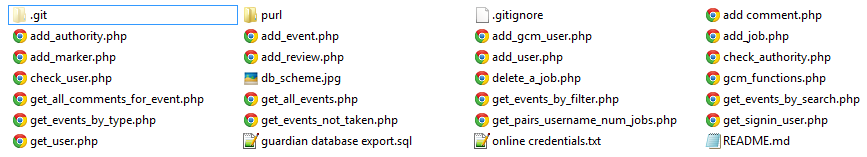 .git purl .gitignore add comment.php
add_authority.php add_event.php add_gcm_user.php add_job.php
add_marker.php add_review.php add_user.php check_authority.php
check_user.php db_scheme.jpg delete_a_job.php gcm_functions.php
get_all_comments_for_event.php get_all_events.php get_events_by_filter.php get_events_by_search.php
get_events_by_type.php get_events_not_taken.php get_pairs_username_num_jobs.php get_signin_user.php
get_user.php guardian database export.sql online credentials.txt README.md